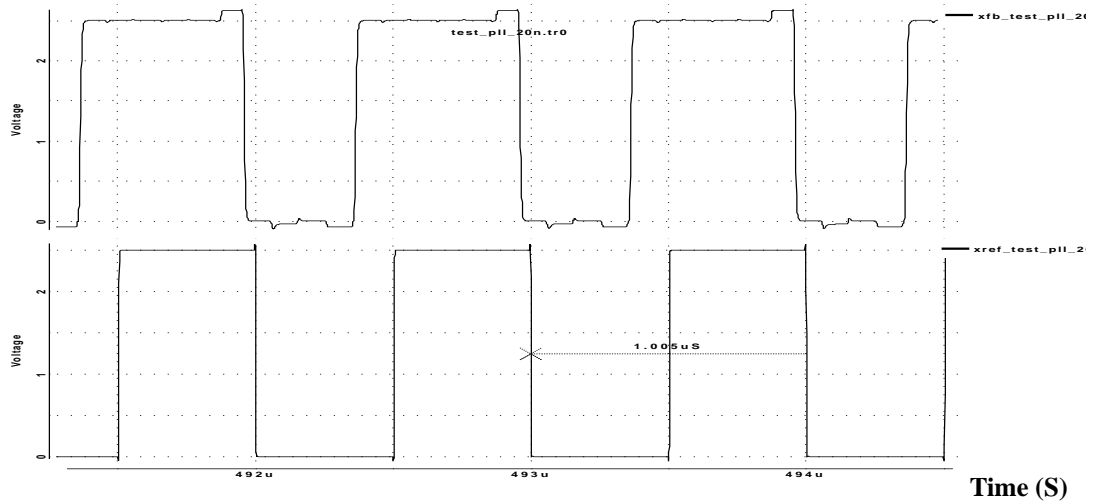 xfb_test_pll_20
test_pll_20n.tr0
Voltage
2
1
0
xref_test_pll_2
Voltage
2
1
0
1.005uS
492u
493u
494u
Time (S)